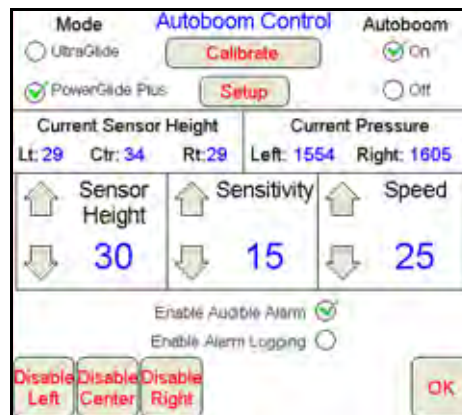 Mode Autoboom Control Autoboom
UltraGlide Calibrate On
PowerGlide Plus Setup Off
Current Sensor Height Current Pressure
Lt: 29 Ctr: 34 Rt:29 Left: 1554 Right: 1605
Sensor Height Sensitivity Speed
30 15 25
Enable Audible Alarm
Enable Alarm Logging
Disable Left Disable Center Disable Right OK